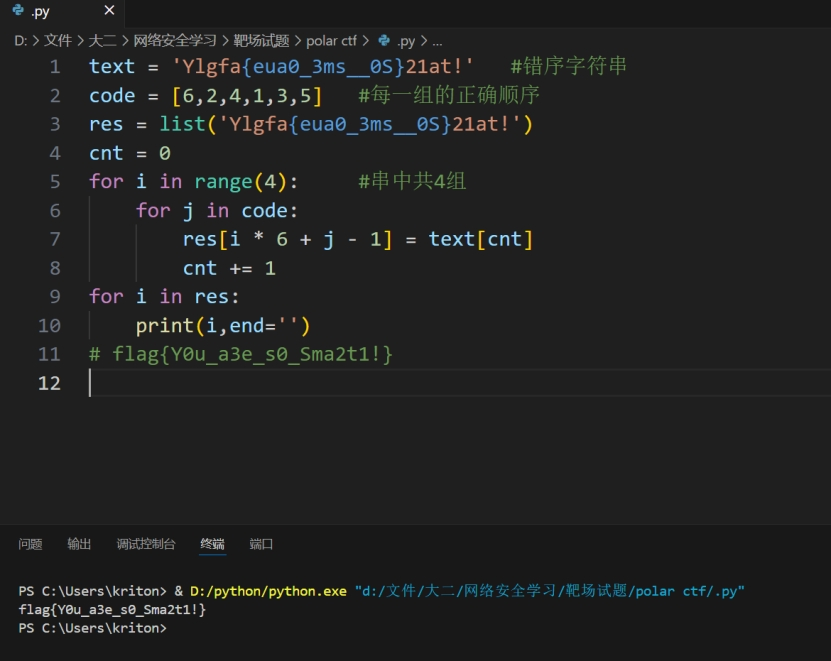 .py ×
D: > 文件 > 大二 > 网络安全学习 > 靶场试题 > polar ctf > .py > ...
1 text = 'Ylgfa{eua0_3ms__0S}21at!' #错序字符串
2 code = [6,2,4,1,3,5] #每一组的正确顺序
3 res = list('Ylgfa{eua0_3ms__0S}21at!')
4 cnt = 0
5 for i in range(4): #串中共4组
6 for j in code:
7 res[i * 6 + j - 1] = text[cnt]
8 cnt += 1
9 for i in res:
10 print(i,end='')
11 # flag{Y0u_a3e_s0_Sma2t1!}
12
问题 输出 调试控制台 终端 端口
PS C:\Users\kriton> & D:/python/python.exe "d:/文件/大二/网络安全学习/靶场试题/polar ctf/.py"
flag{Y0u_a3e_s0_Sma2t1!}
PS C:\Users\kriton>